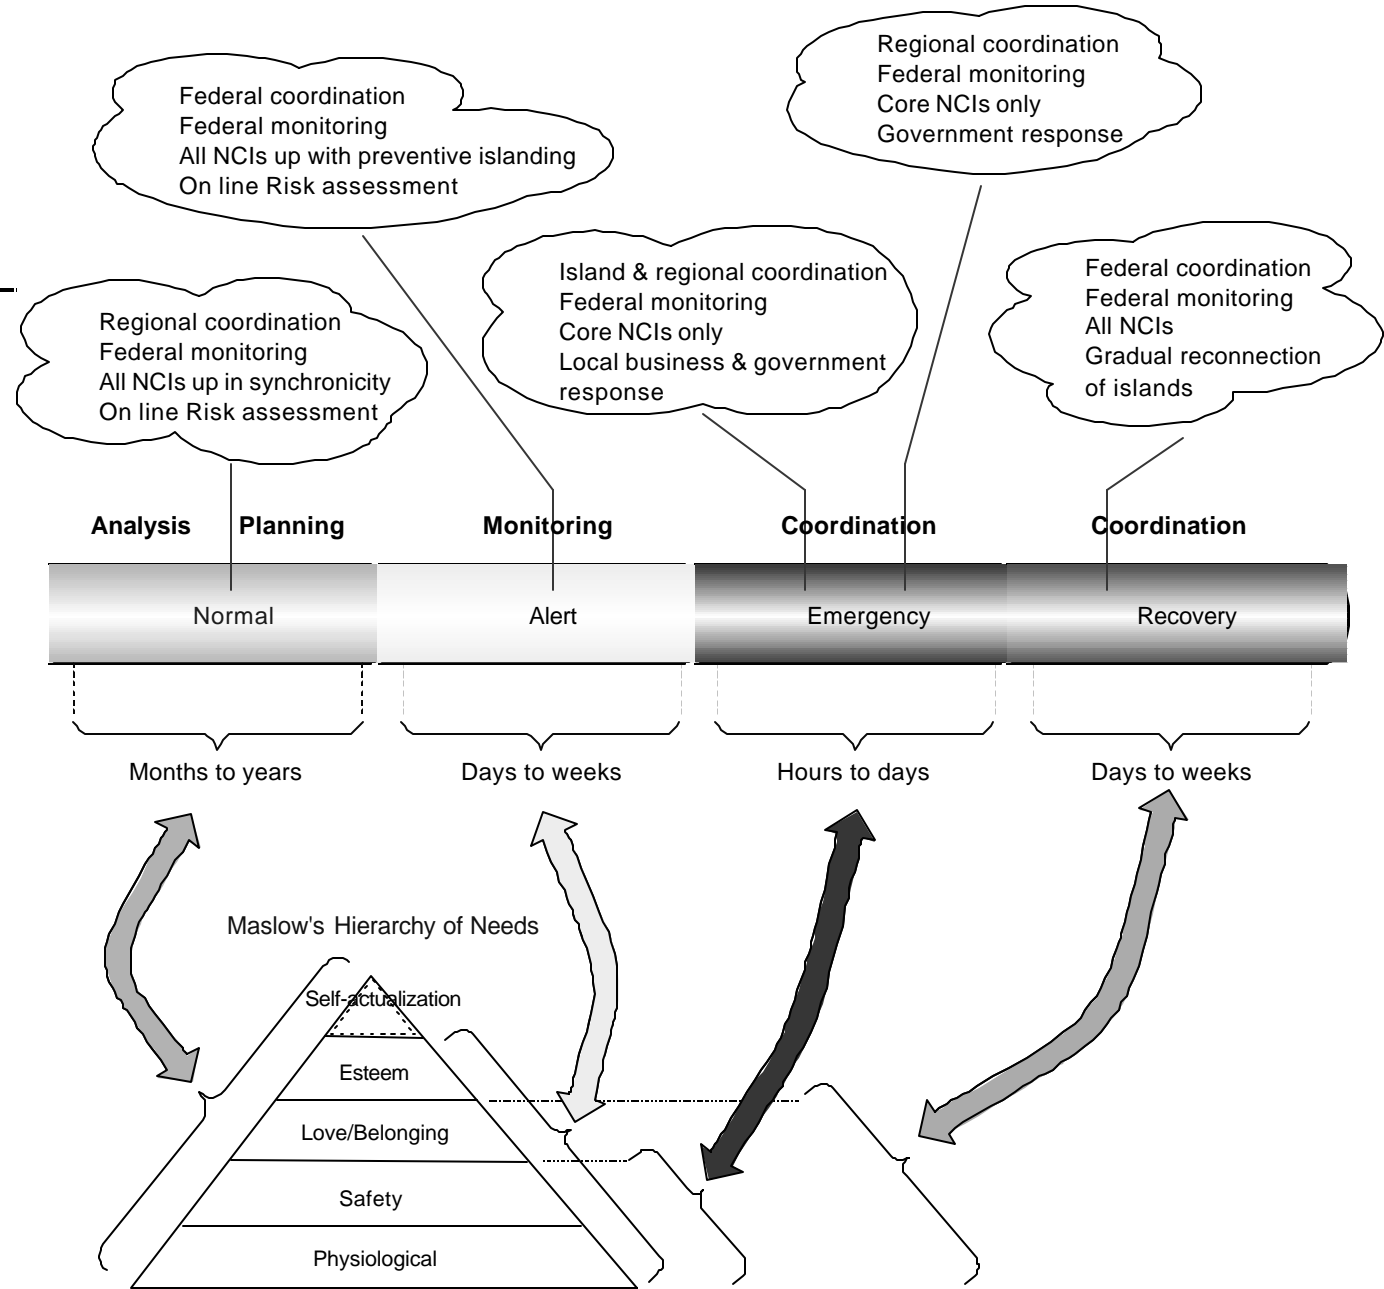 Regional coordination
Federal monitoring
Core NCIs only
Government response
Federal coordination
Federal monitoring
All NCIs up with preventive islanding
On line Risk assessment
Island & regional coordination
Federal monitoring
Core NCIs only
Local business & government
response
Federal coordination
Federal monitoring
All NCIs
Gradual reconnection
of islands
Regional coordination
Federal monitoring
All NCIs up in synchronicity
On line Risk assessment
Analysis Planning Monitoring Coordination Coordination
Normal Alert Emergency Recovery
Months to years Days to weeks Hours to days Days to weeks
Maslow's Hierarchy of Needs
Self-actualization
Esteem
Love/Belonging
Safety
Physiological